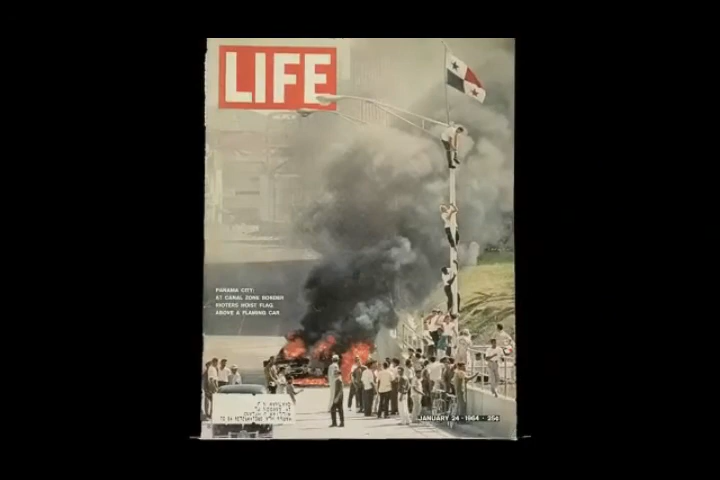 LIFE
PANAMA CITY:
AT CANAL ZONE BORDER
RIOTERS HOIST FLAG
ABOVE A FLAMING CAR
JANUARY 24 · 1964 · 25¢